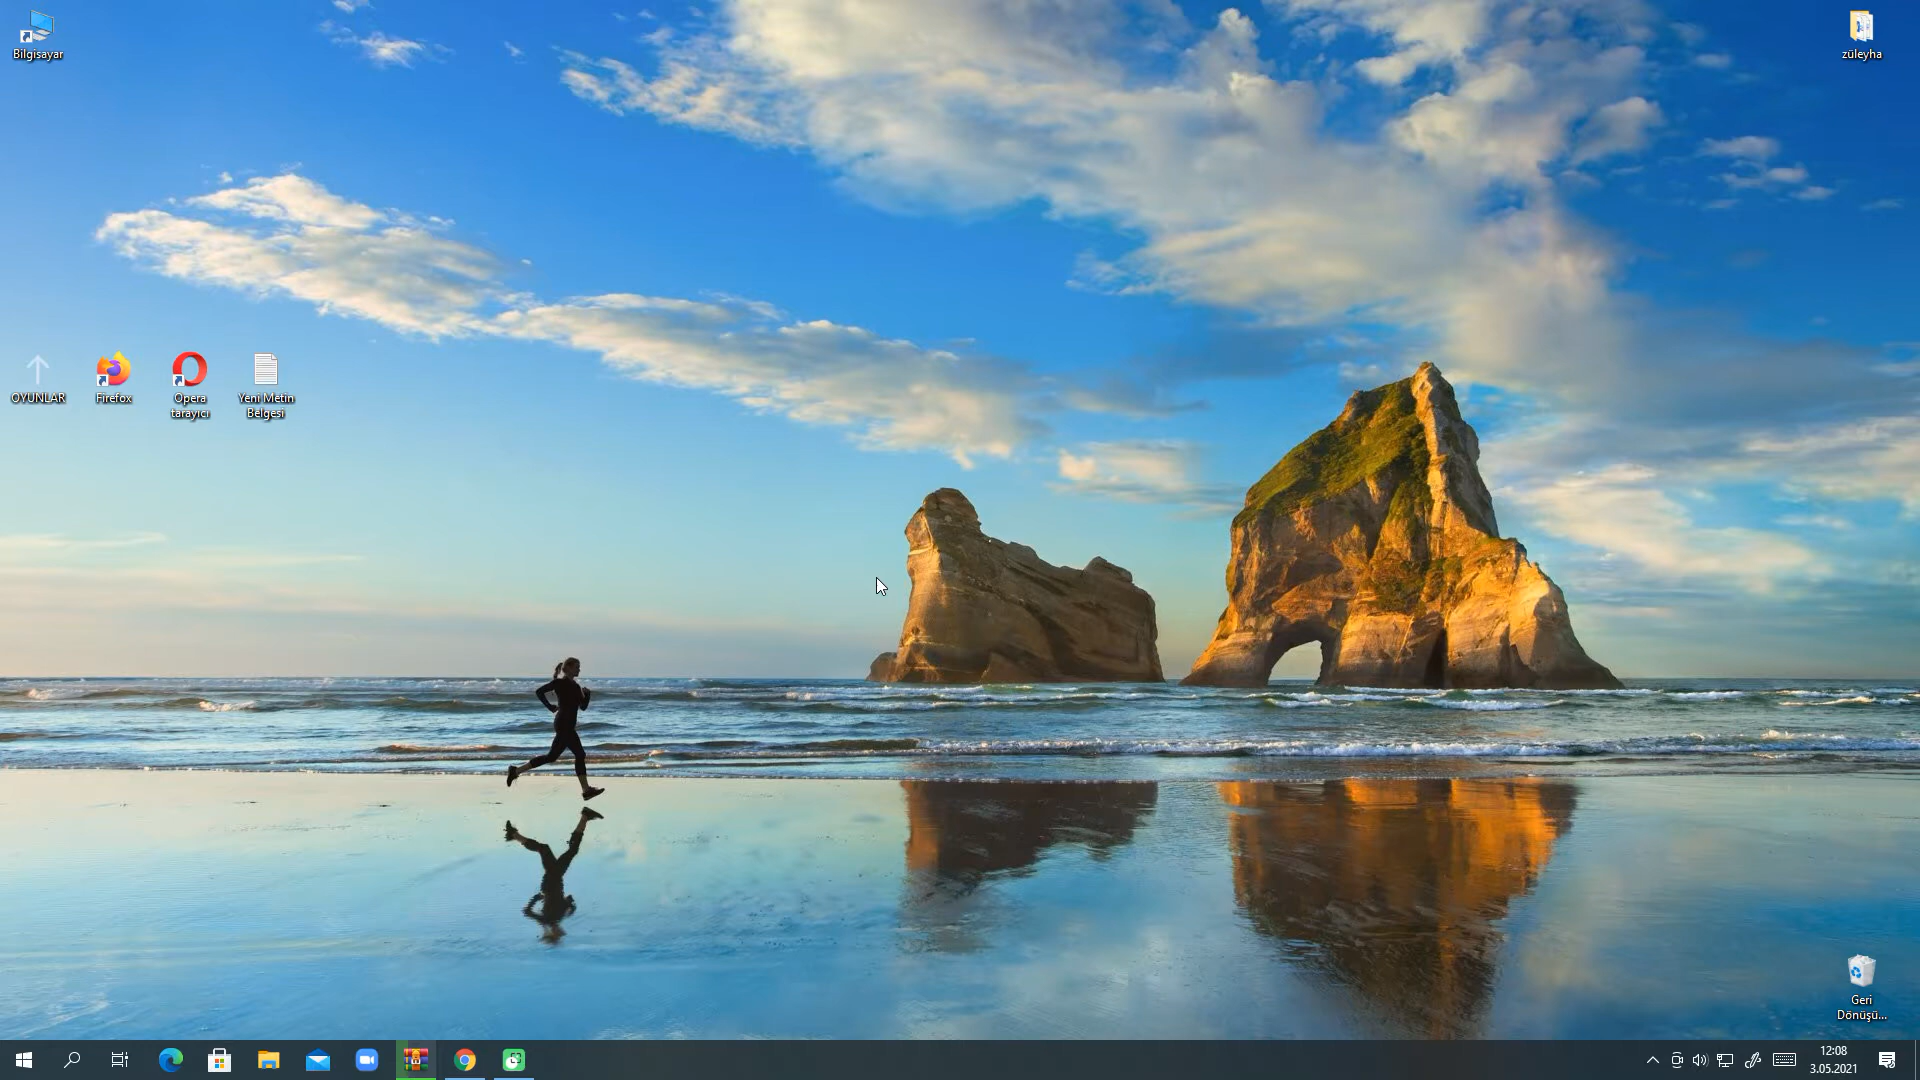 Bilgisayar
züleyha
OYUNLAR
Firefox
Opera
tarayıcı
Yeni Metin
Belgesi
Geri
Dönüşü...
12:08
3.05.2021